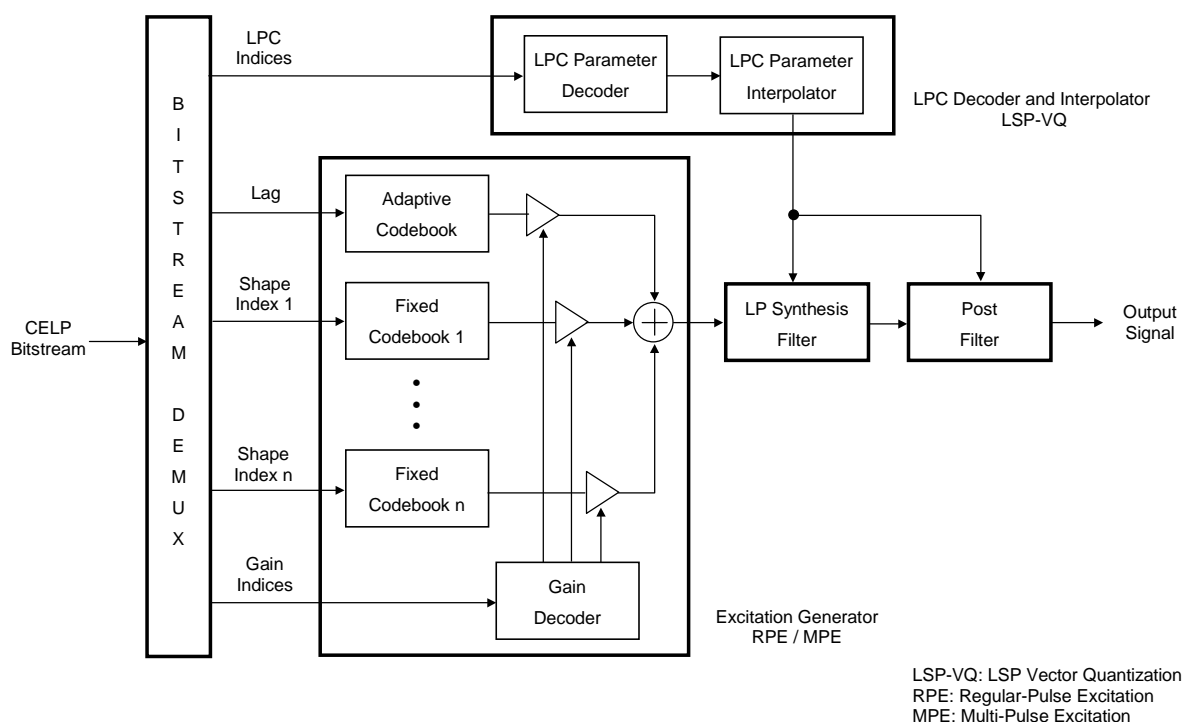 LPC
Indices
LPC Parameter
Decoder
LPC Parameter
Interpolator
LPC Decoder and Interpolator
LSP-VQ
BITSTREAM DEMUX
Lag
Adaptive
Codebook
Shape
Index 1
Fixed
Codebook 1
CELP
Bitstream
LP Synthesis
Filter
Post
Filter
Output
Signal
Shape
Index n
Fixed
Codebook n
Gain
Indices
Gain
Decoder
Excitation Generator
RPE / MPE
LSP-VQ: LSP Vector Quantization
RPE: Regular-Pulse Excitation
MPE: Multi-Pulse Excitation